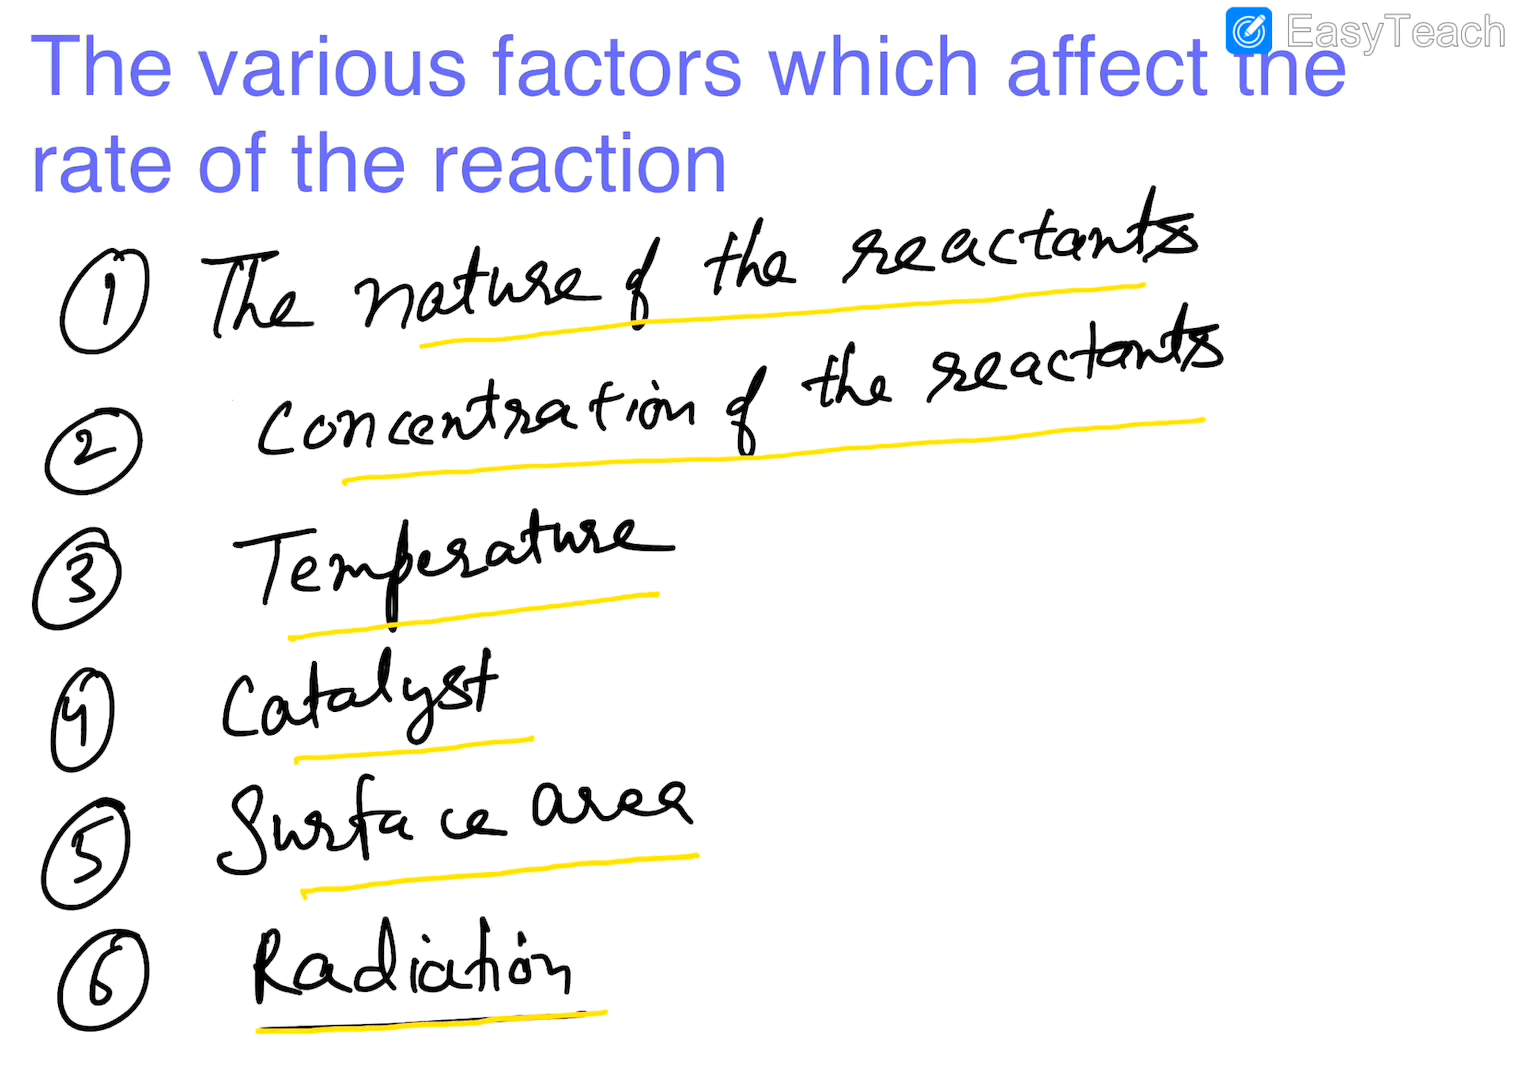 EasyTeach
The various factors which affect the
rate of the reaction
1 The nature of the reactants
2 Concentration of the reactants
3 Temperature
4 Catalyst
5 Surface area
6 Radiation